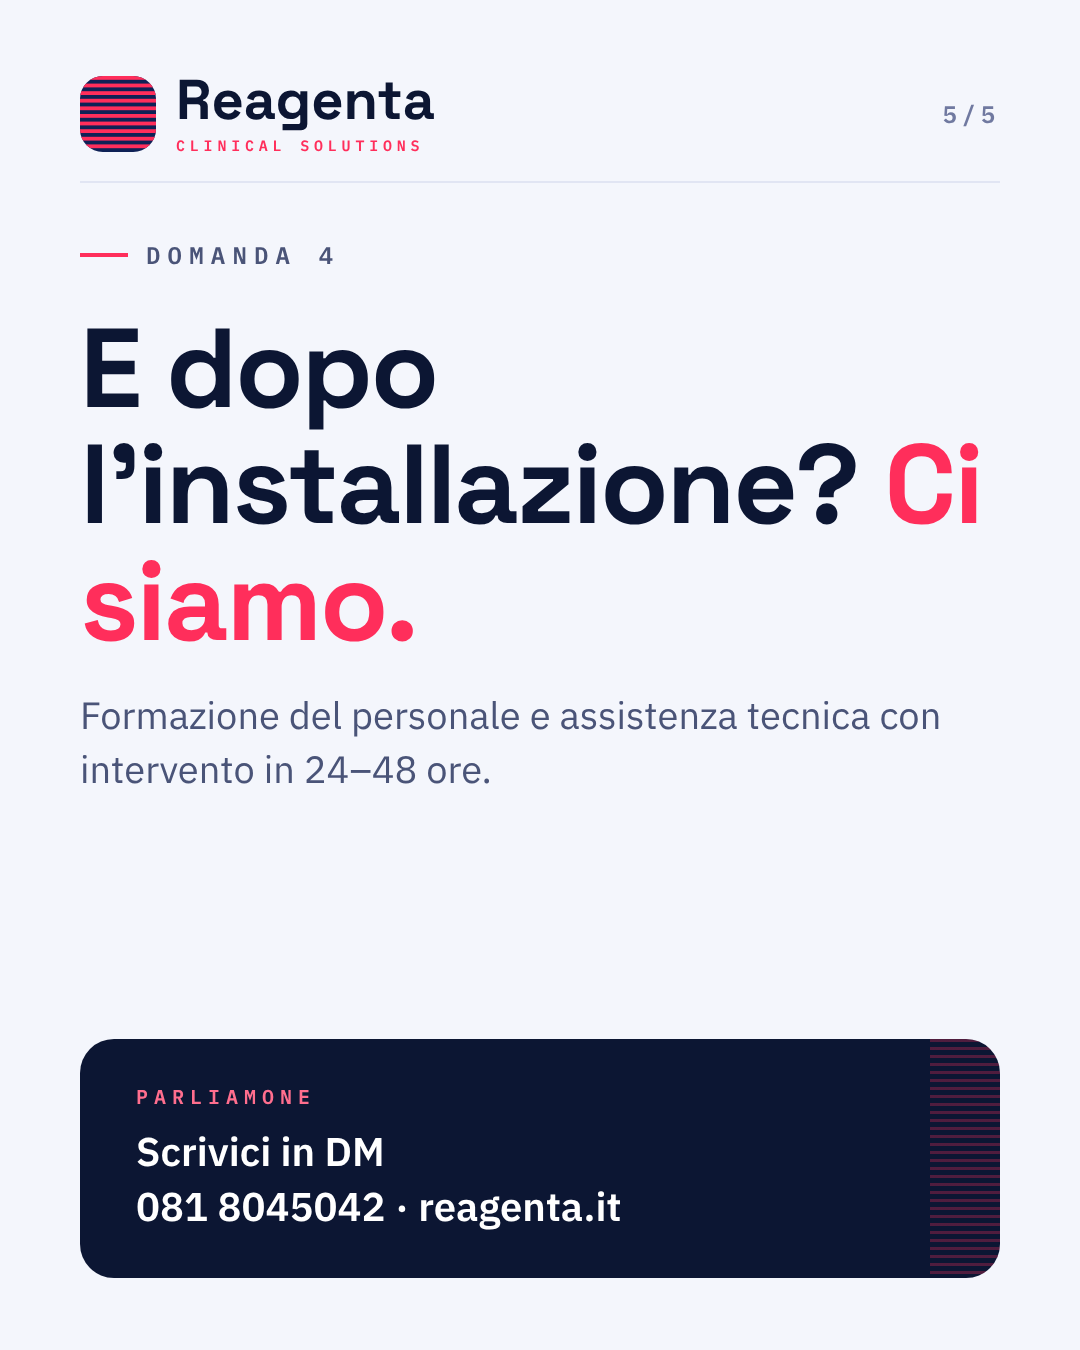 Reagenta
CLINICAL SOLUTIONS
5/5
DOMANDA 4
E dopo
l’installazione? Ci
siamo.
Formazione del personale e assistenza tecnica con
intervento in 24–48 ore.
PARLIAMONE
Scrivici in DM
081 8045042 · reagenta.it